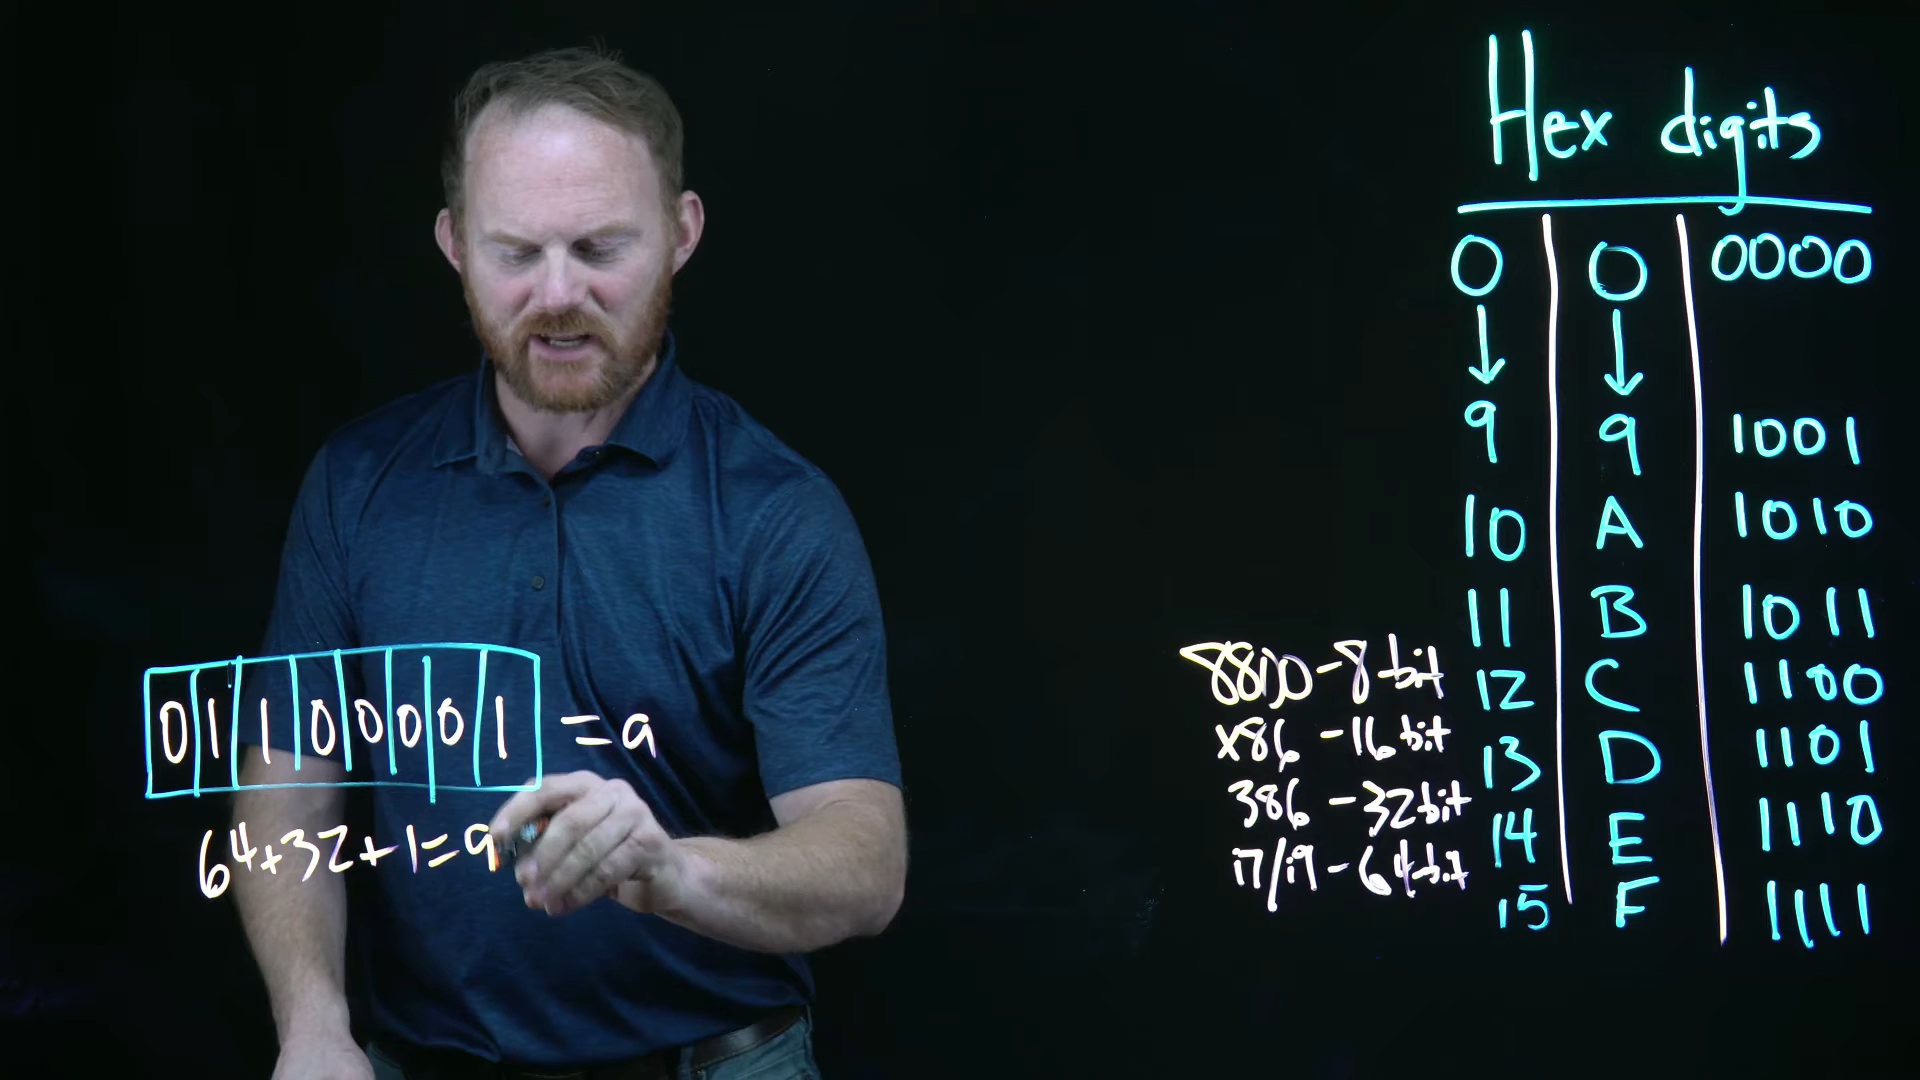 Hex digits
0 0 0000
9 9 1001
10 A 1010
11 B 1011
12 C 1100
13 D 1101
14 E 1110
15 F 1111
8800 - 8 bit
x86 - 16 bit
386 - 32 bit
i7/i9 - 64-bit
0 1 1 0 0 0 0 1 = a
64+32+1=9